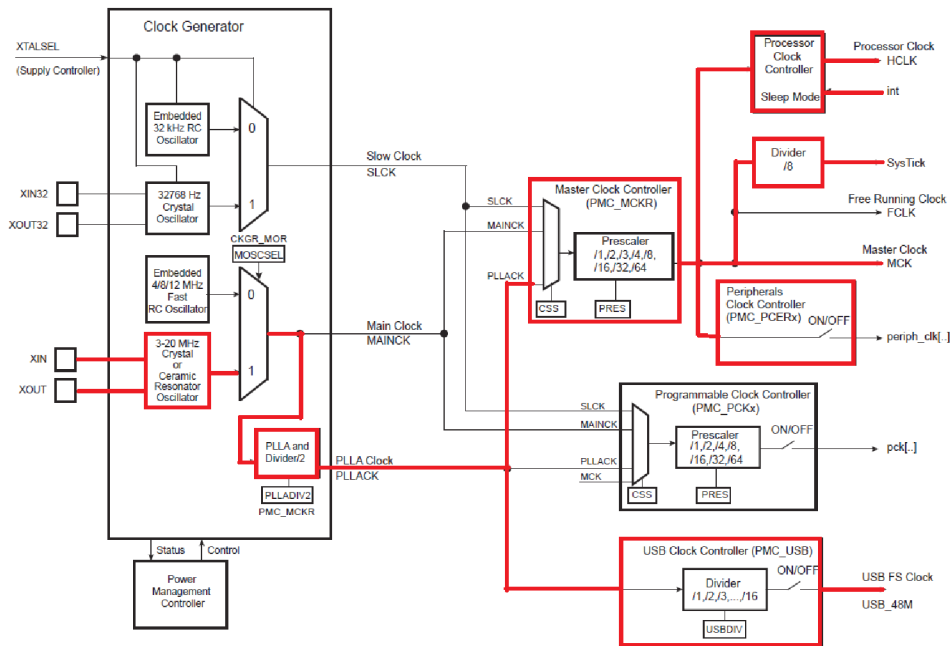 Clock Generator
XTALSEL
(Supply Controller)
Embedded
32 kHz RC
Oscillator
0
XIN32
XOUT32
32768 Hz
Crystal
Oscillator
1
Slow Clock
SLCK
CKGR_MOR
MOSCSEL
Embedded
4/8/12 MHz
Fast
RC Oscillator
0
XIN
XOUT
3-20 MHz
Crystal
or
Ceramic
Resonator
Oscillator
1
Main Clock
MAINCK
PLLA and
Divider/2
PLLADIV2
PMC_MCKR
PLLA Clock
PLLACK
Status
Control
Power
Management
Controller
Master Clock Controller
(PMC_MCKR)
SLCK
MAINCK
PLLACK
Prescaler
/1,/2,/3,/4,/8,
/16,/32,/64
CSS
PRES
Processor
Clock
Controller
Sleep Mode
Processor Clock
HCLK
int
Divider
/8
SysTick
Free Running Clock
FCLK
Master Clock
MCK
Peripherals
Clock Controller
(PMC_PCERx)
ON/OFF
periph_clk[..]
Programmable Clock Controller
(PMC_PCKx)
SLCK
MAINCK
PLLACK
MCK
Prescaler
/1,/2,/4,/8,
/16,/32,/64
ON/OFF
CSS
PRES
pck[..]
USB Clock Controller (PMC_USB)
Divider
/1,/2,/3,.../16
ON/OFF
USBDIV
USB FS Clock
USB_48M